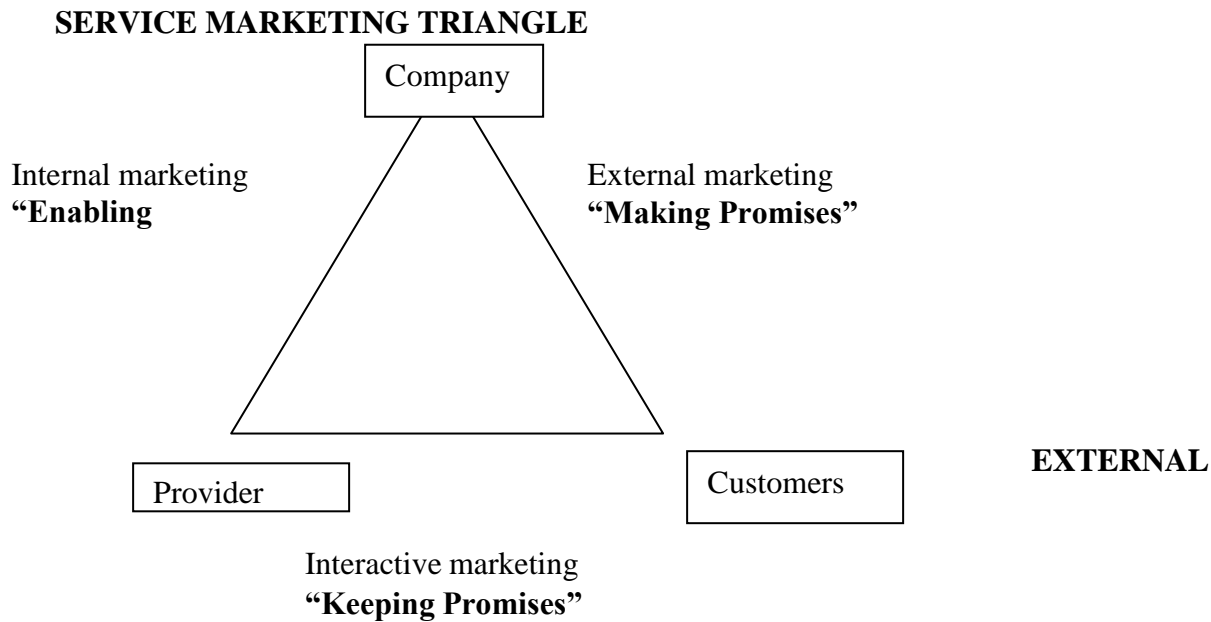 SERVICE MARKETING TRIANGLE
Company
Internal marketing
“Enabling
External marketing
“Making Promises”
Provider
Customers
EXTERNAL
Interactive marketing
“Keeping Promises”